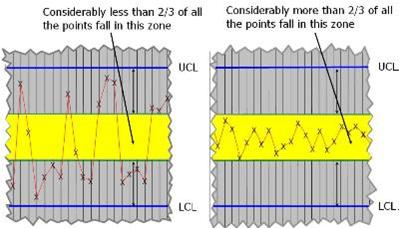 Considerably less than 2/3 of all
the points fall in this zone
Considerably more than 2/3 of all
the points fall in this zone
UCL
UCL
LCL
LCL